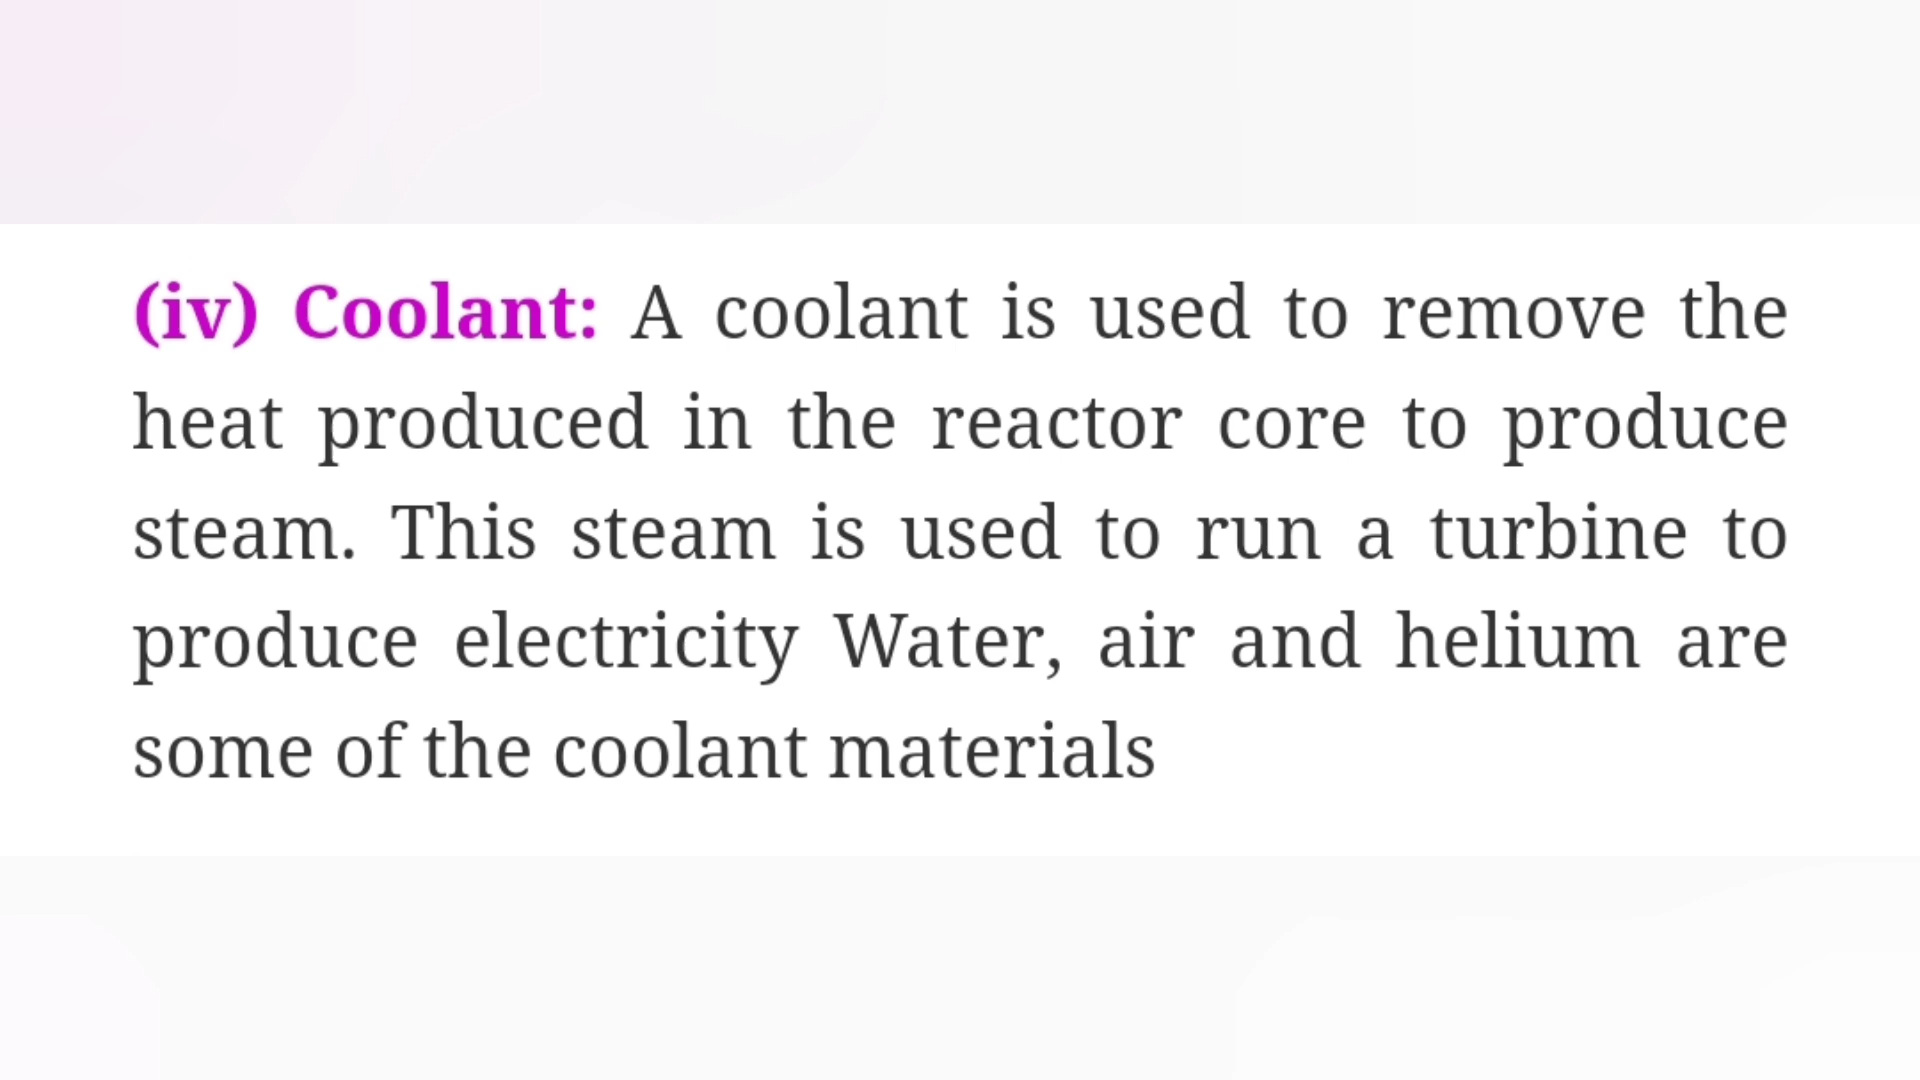 (iv) Coolant: A coolant is used to remove the
heat produced in the reactor core to produce
steam. This steam is used to run a turbine to
produce electricity Water, air and helium are
some of the coolant materials